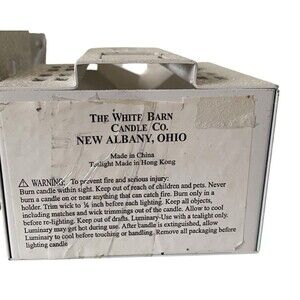 THE WHITE BARN
CANDLE CO.
NEW ALBANY, OHIO
Made in China
Tealight Made in Hong Kong
⚠ WARNING: To prevent fire and serious injury:
Burn candle within sight. Keep out of reach of children and pets. Never
burn a candle on or near anything that can catch fire. Burn only in a
holder. Trim wick to ¼ inch before each lighting. Keep all objects,
including matches and wick trimmings out of the candle. Allow to cool
before re-lighting. Keep out of drafts. Luminary-Use with a tealight only.
Luminary may get hot during use. After candle is extinguished, allow
Luminary to cool before touching or handling. Remove all packaging before
lighting candle